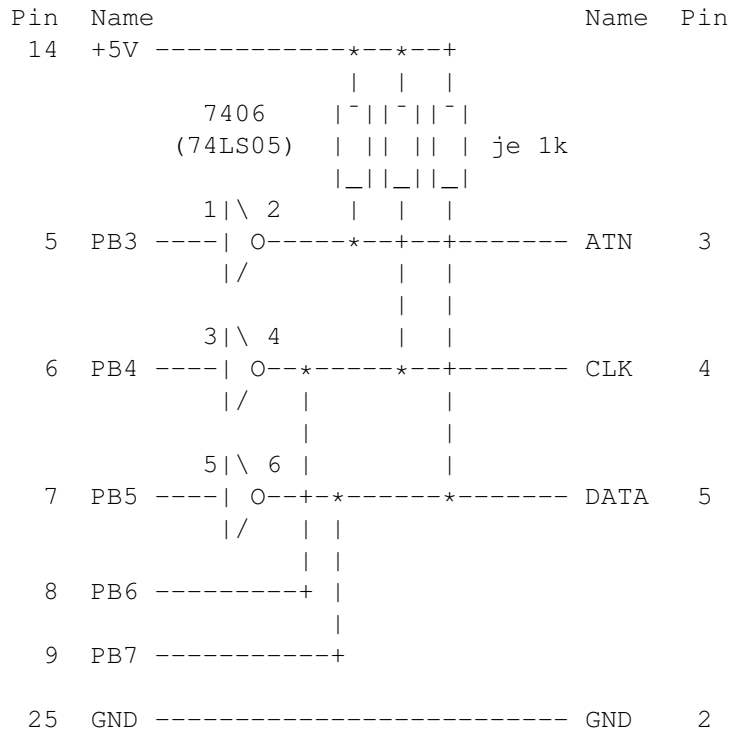 Pin  Name                           Name  Pin
 14  +5V ------------*--*--+
                     |  |  |
            7406    |¯||¯||¯|
          (74LS05)  | || || | je 1k
                    |_||_||_|
            1|\ 2    |  |  |
  5  PB3 ----| O-----*--+--+------- ATN   3
             |/         |  |
                        |  |
            3|\ 4       |  |
  6  PB4 ----| O--*-----*--+------- CLK   4
             |/   |        |
                  |        |
            5|\ 6 |        |
  7  PB5 ----| O--+-*------*------- DATA  5
             |/   | |
                  | |
  8  PB6 ---------+ |
                    |
  9  PB7 -----------+
 25  GND -------------------------- GND   2